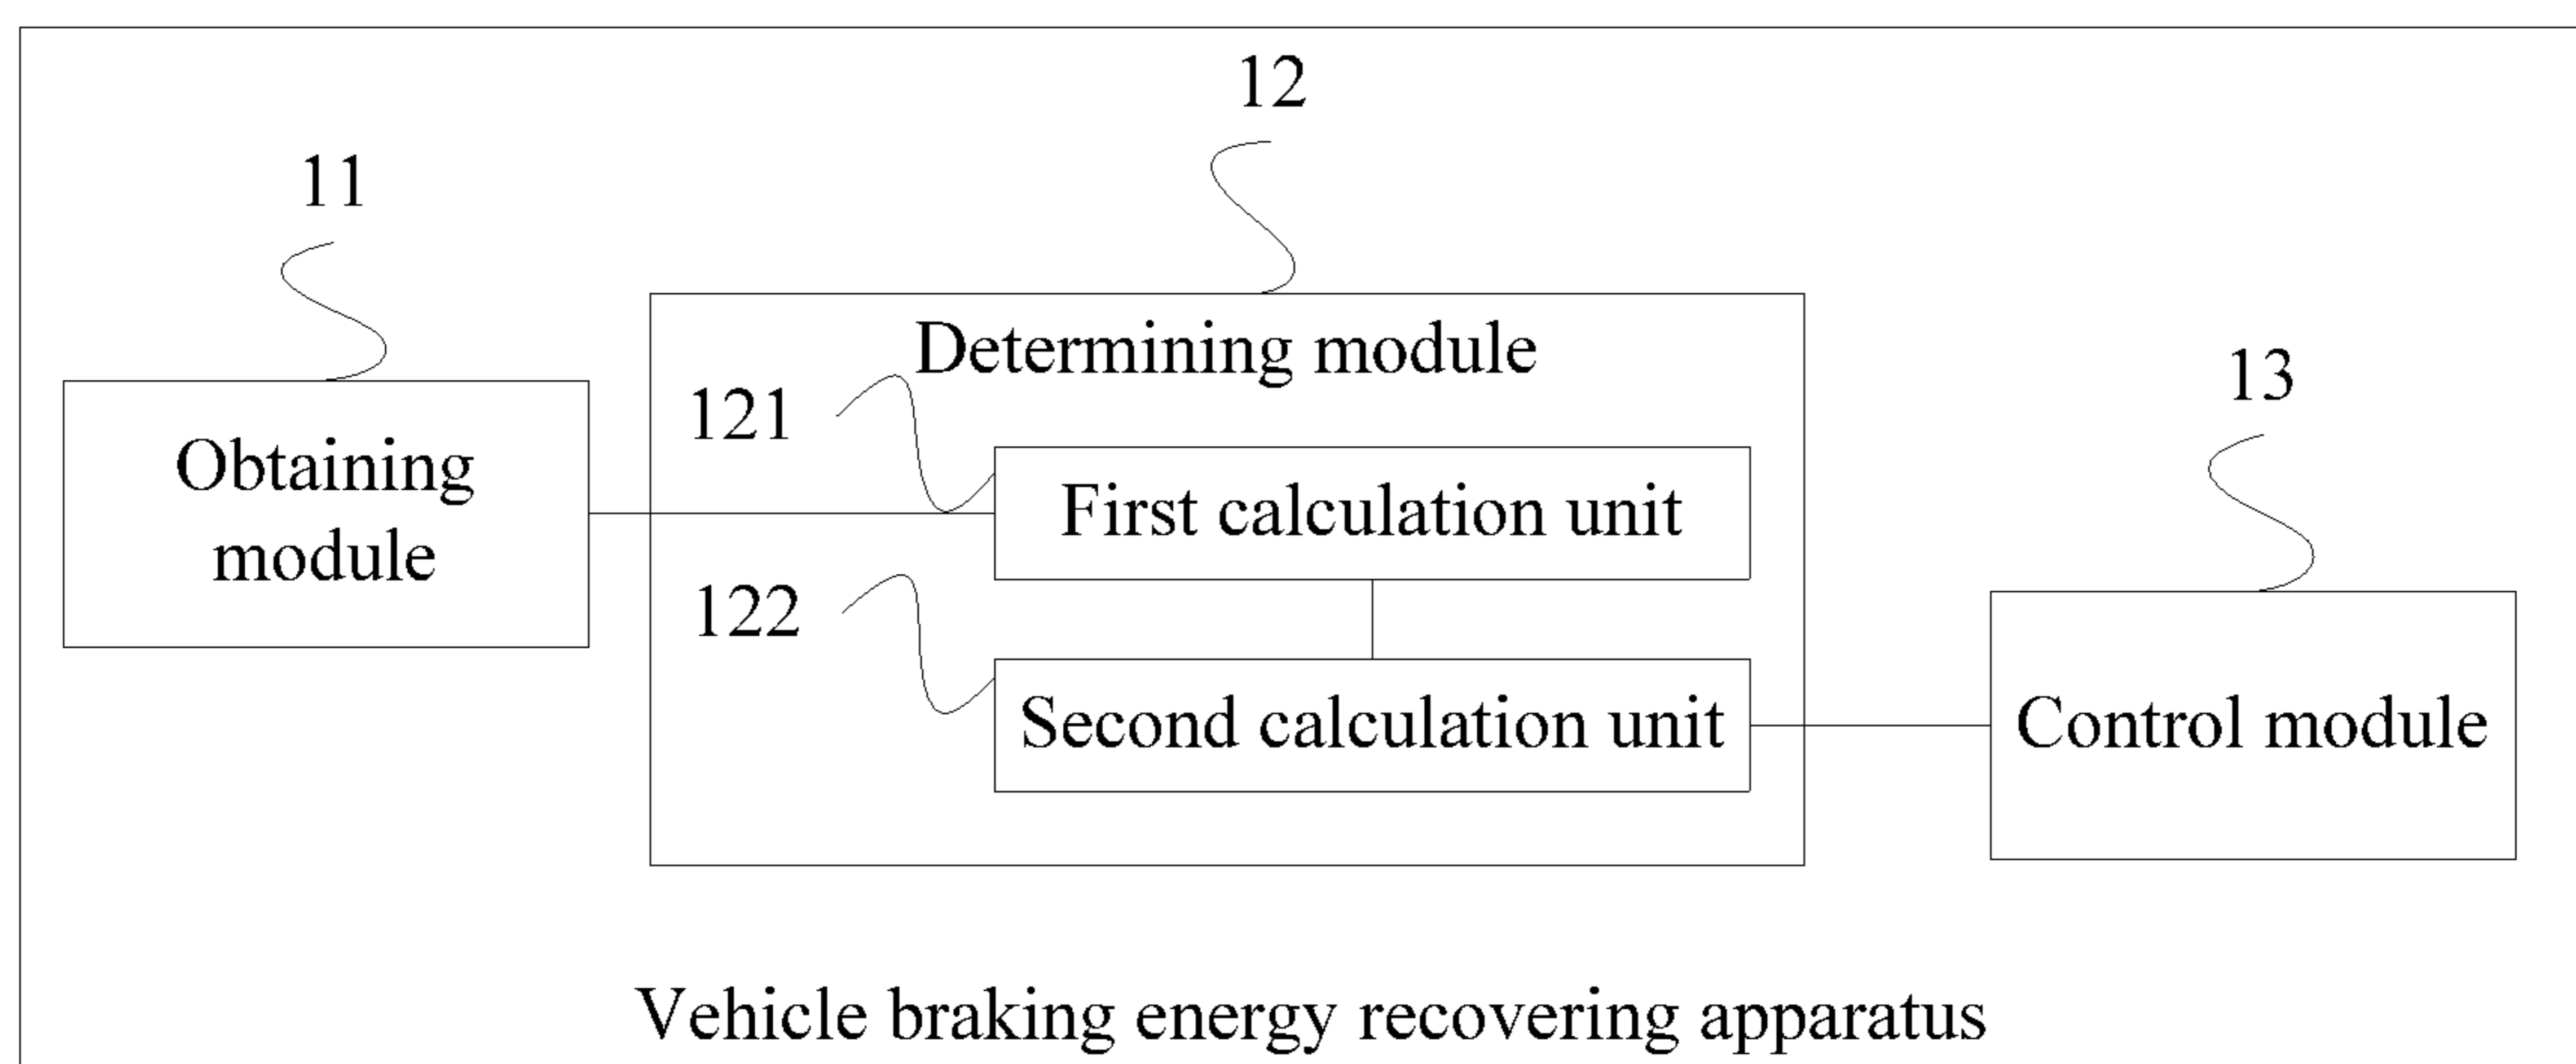 12
11
Determining module
13
121
Obtaining
module
First calculation unit
122
Second calculation unit
Control module
Vehicle braking energy recovering apparatus